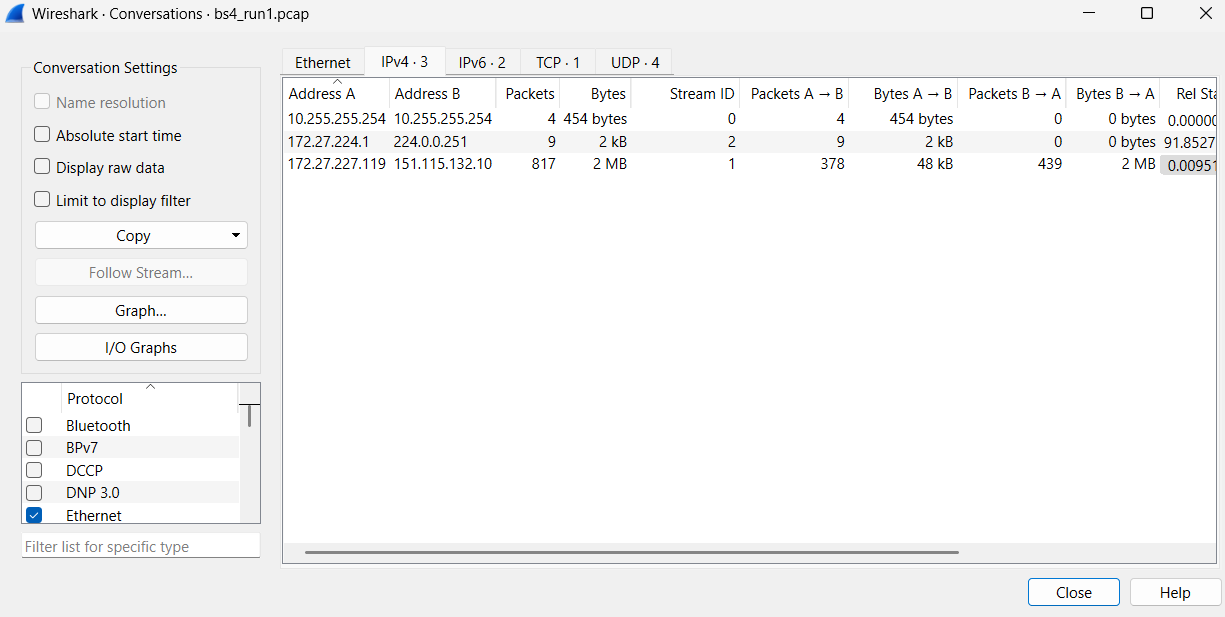 Wireshark · Conversations · bs4_run1.pcap
Conversation Settings
Name resolution
Absolute start time
Display raw data
Limit to display filter
Copy
Follow Stream...
Graph...
I/O Graphs
Protocol
Bluetooth
BPv7
DCCP
DNP 3.0
Ethernet
Filter list for specific type
Ethernet IPv4 · 3 IPv6 · 2 TCP · 1 UDP · 4
Address A Address B Packets Bytes Stream ID Packets A → B Bytes A → B Packets B → A Bytes B → A Rel Sta
10.255.255.254 10.255.255.254 4 454 bytes 0 4 454 bytes 0 0 bytes 0.00000
172.27.224.1 224.0.0.251 9 2 kB 2 9 2 kB 0 0 bytes 91.8527
172.27.227.119 151.115.132.10 817 2 MB 1 378 48 kB 439 2 MB 0.00951
Close Help